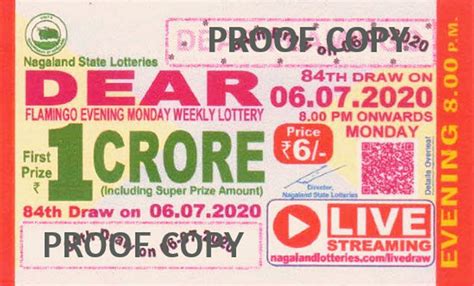 PROOF COPY
Nagaland State Lotteries
84TH DRAW ON
DEAR
06.07.2020
FLAMINGO EVENING MONDAY WEEKLY LOTTERY
8.00 P.M ONWARDS
MONDAY
First Prize ₹ 1 CRORE
(Including Super Prize Amount)
Price
₹6/-
Director,
Nagaland State Lotteries
Details Overleaf
84th Draw on 06.07.2020
PROOF COPY
LIVE
STREAMING
nagalandlotteries.com/livedraw
EVENING 8.00 P.M.